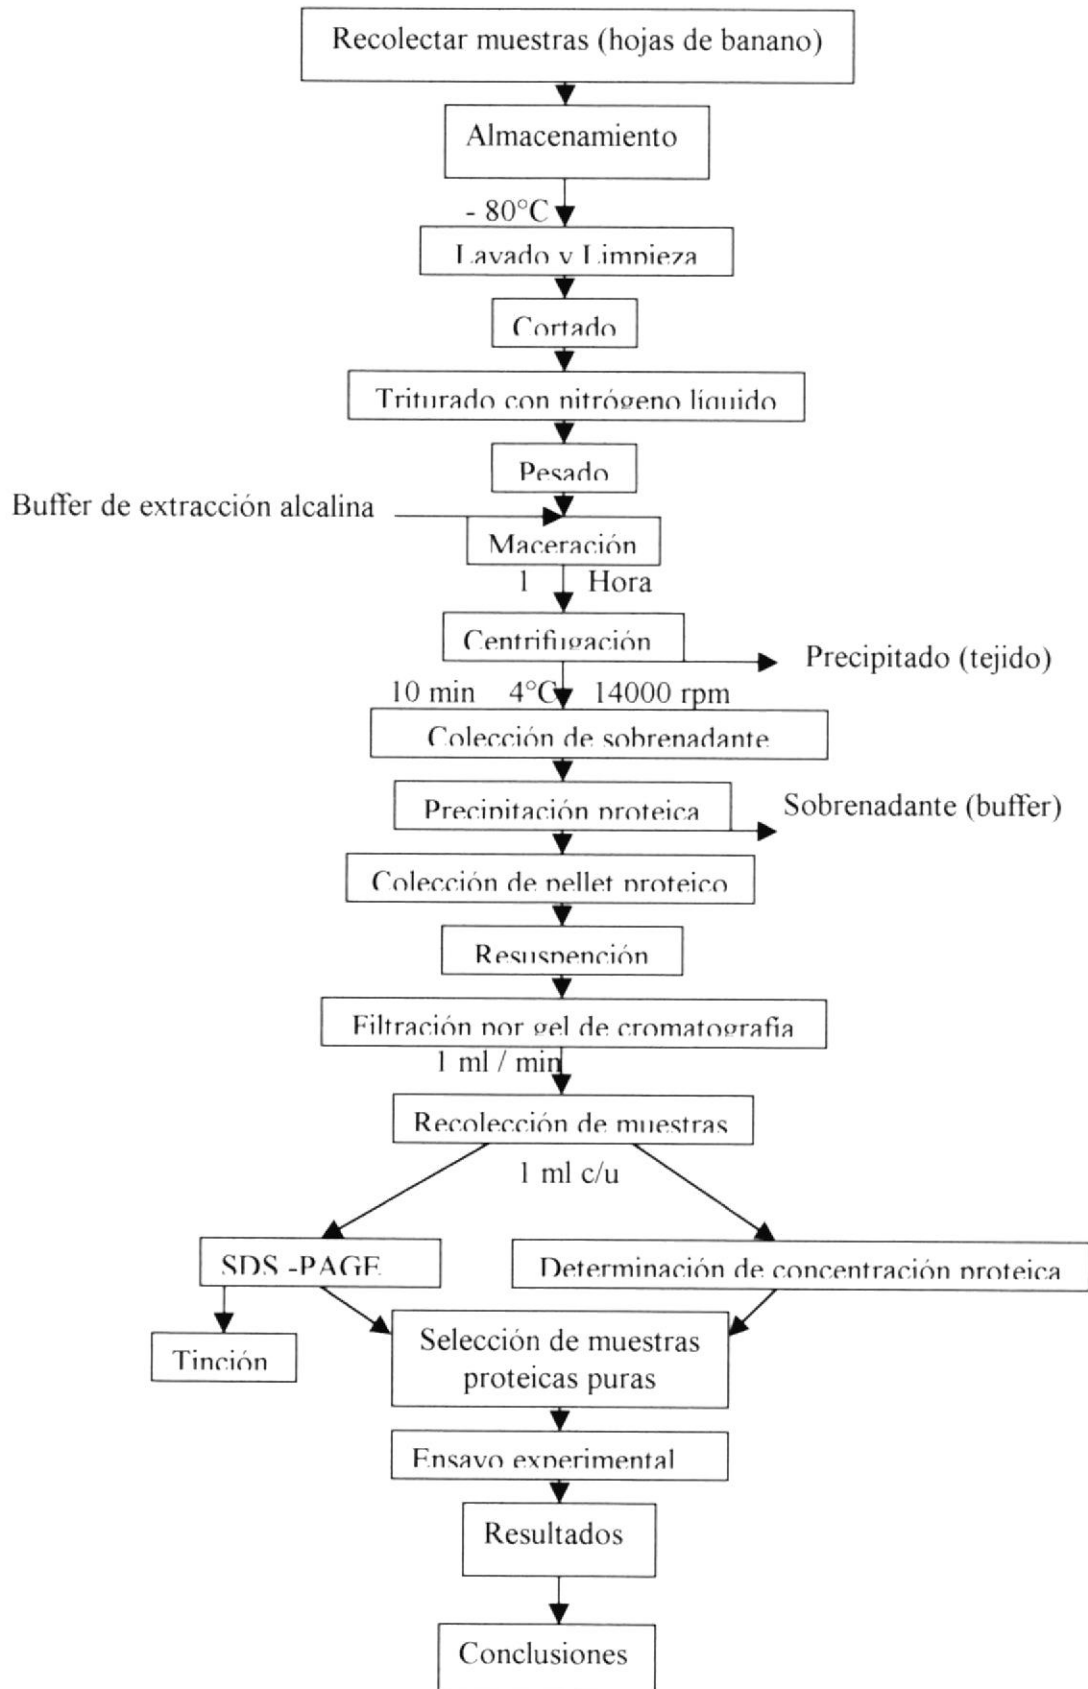 Recolectar muestras (hojas de banano)
Almacenamiento
- 80°C
Lavado y Limpieza
Cortado
Triturado con nitrógeno líquido
Pesado
Buffer de extracción alcalina
Maceración
1 Hora
Centrifugación
Precipitado (tejido)
10 min 4°C 14000 rpm
Colección de sobrenadante
Precipitación proteica
Sobrenadante (buffer)
Colección de pellet proteico
Resuspención
Filtración por gel de cromatografía
1 ml / min
Recolección de muestras
1 ml c/u
SDS -PAGE
Determinación de concentración proteica
Tinción
Selección de muestras
proteicas puras
Ensayo experimental
Resultados
Conclusiones